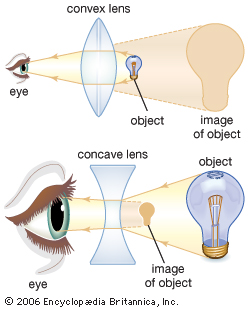 convex lens
eye
object
image
of object
concave lens
object
eye
image
of object
© 2006 Encyclopædia Britannica, Inc.